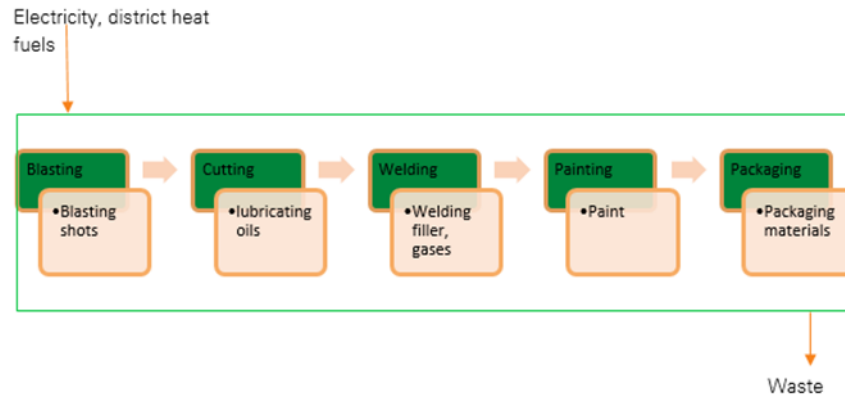 Electricity, district heat
fuels
Blasting
•Blasting
shots
Cutting
•lubricating
oils
Welding
•Welding
filler,
gases
Painting
•Paint
Packaging
•Packaging
materials
Waste